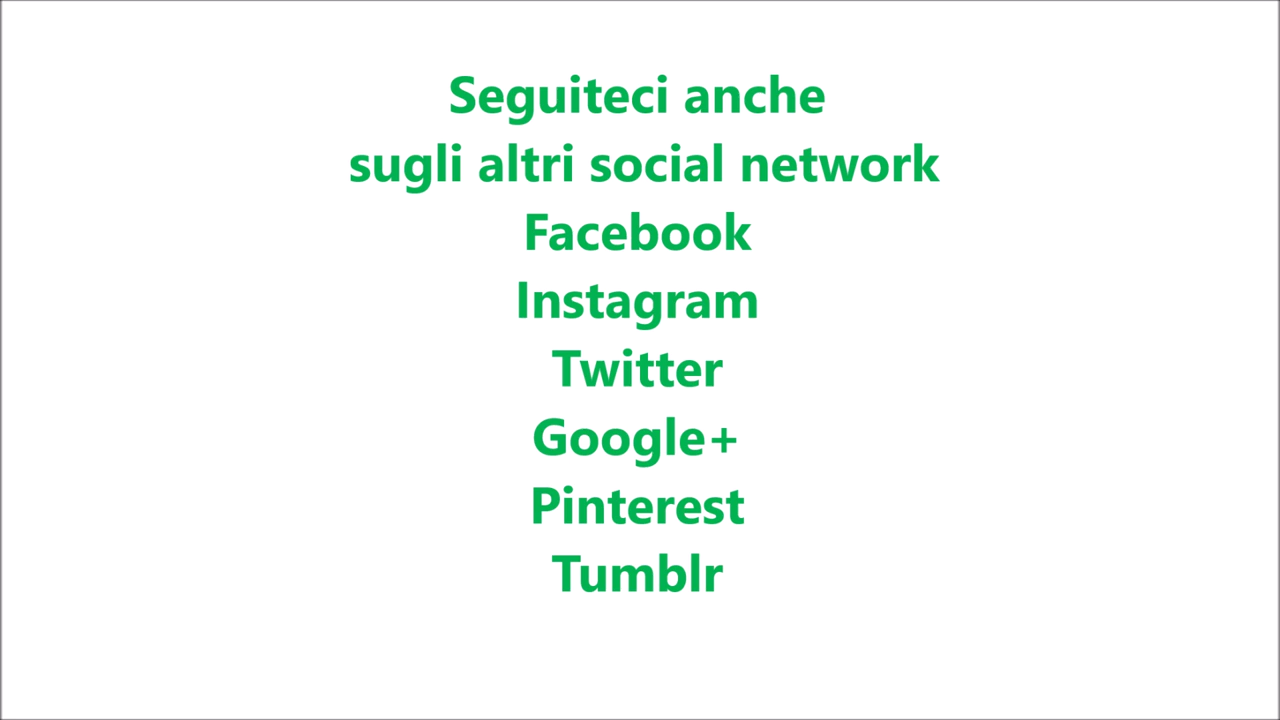 Seguiteci anche
sugli altri social network
Facebook
Instagram
Twitter
Google+
Pinterest
Tumblr